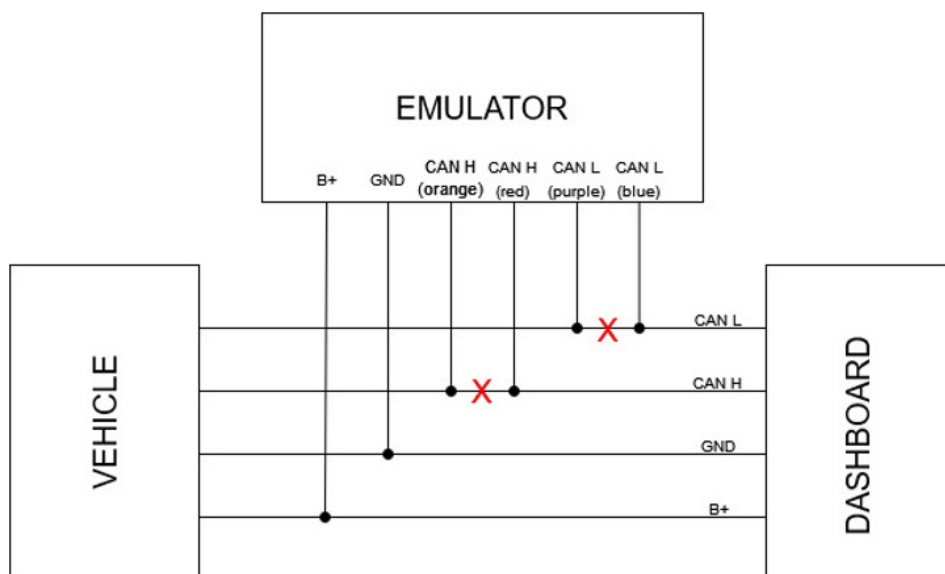 EMULATOR
B+ GND CAN H CAN H CAN L CAN L
(orange) (red) (purple) (blue)
VEHICLE
CAN L
CAN H
GND
B+
DASHBOARD